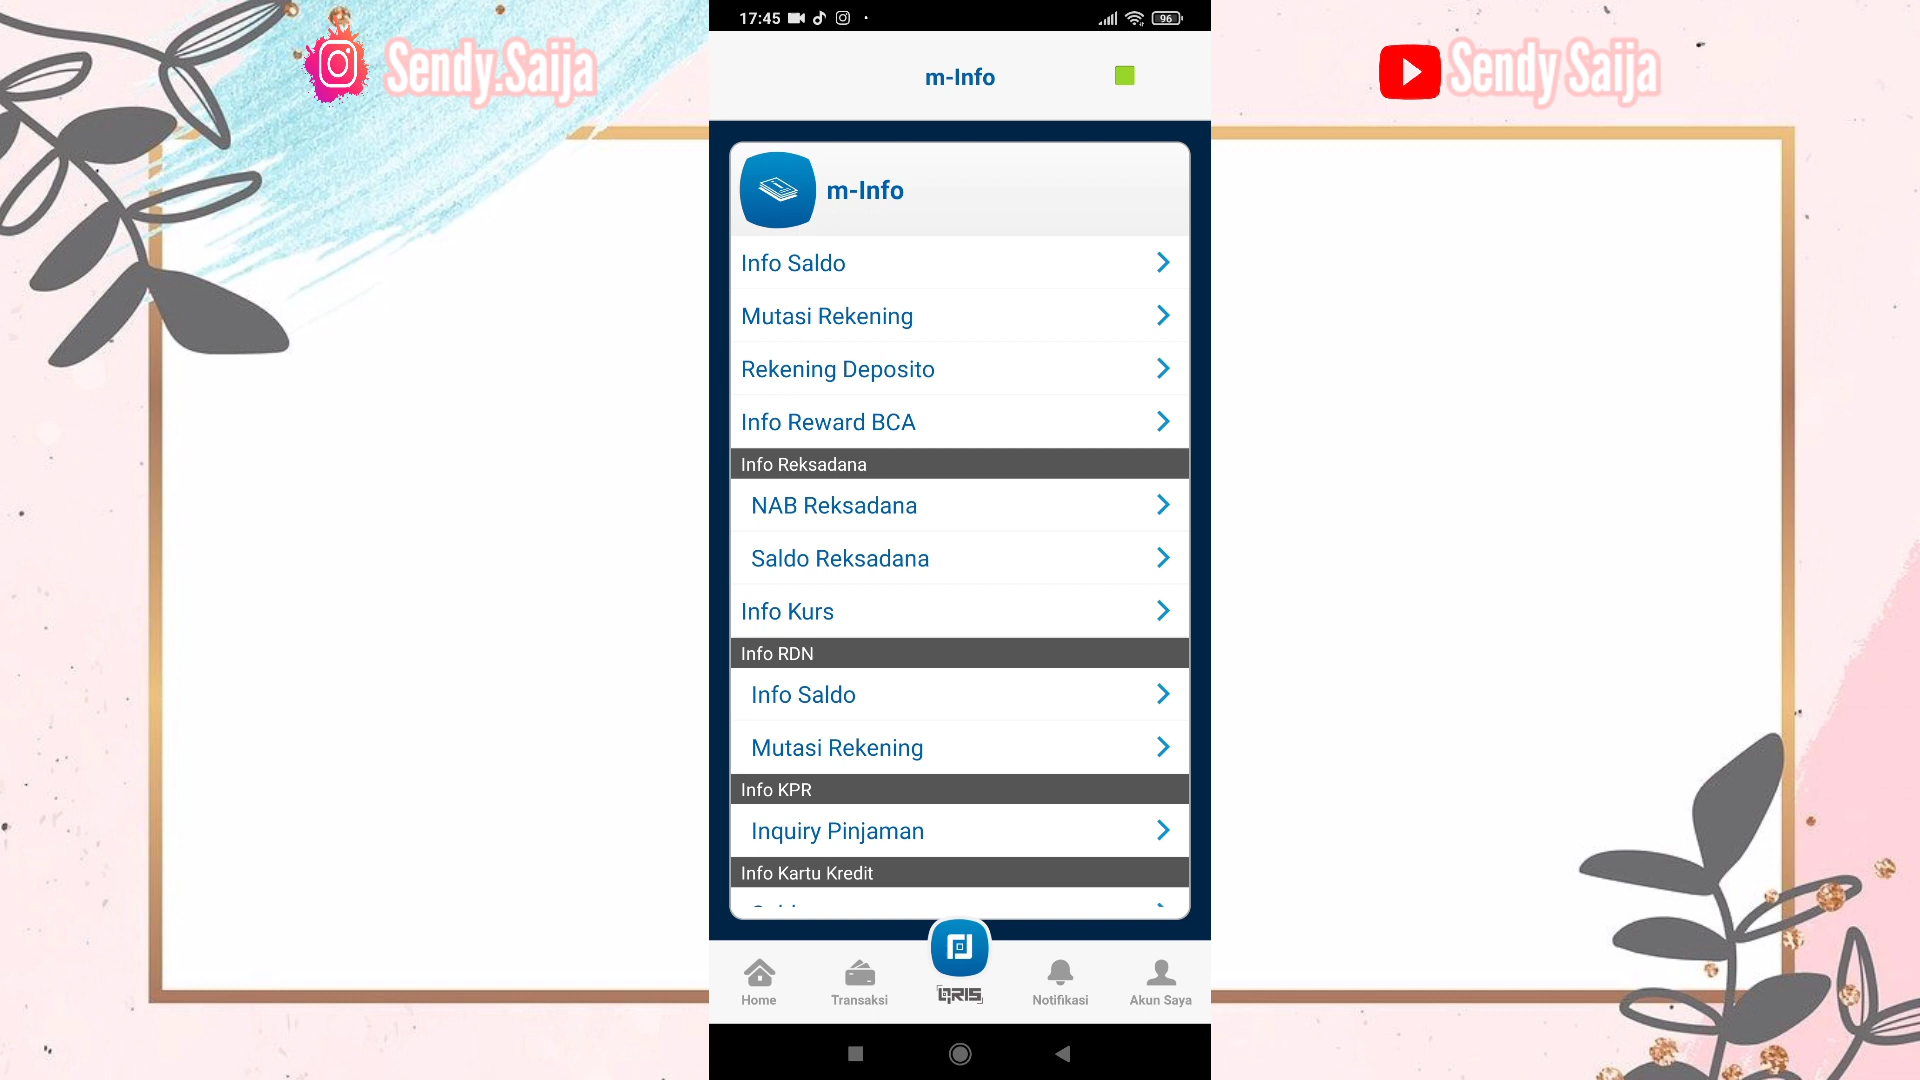 17:45
96
Sendy.Saija
Sendy Saija
m-Info
m-Info
Info Saldo
Mutasi Rekening
Rekening Deposito
Info Reward BCA
Info Reksadana
NAB Reksadana
Saldo Reksadana
Info Kurs
Info RDN
Info Saldo
Mutasi Rekening
Info KPR
Inquiry Pinjaman
Info Kartu Kredit
Home
Transaksi
QRIS
Notifikasi
Akun Saya